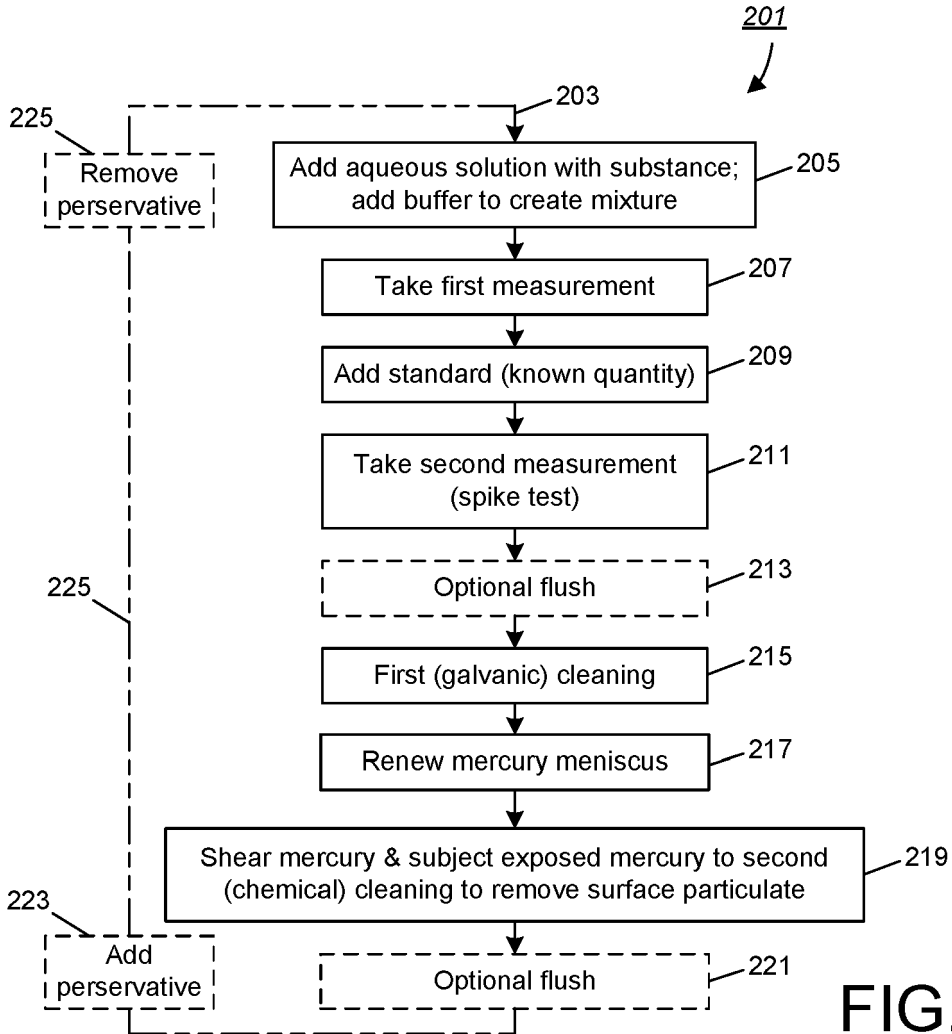 201
203
225
Remove
perservative
Add aqueous solution with substance;
add buffer to create mixture
205
Take first measurement
207
Add standard (known quantity)
209
Take second measurement
(spike test)
211
Optional flush
213
225
First (galvanic) cleaning
215
Renew mercury meniscus
217
Shear mercury & subject exposed mercury to second
(chemical) cleaning to remove surface particulate
219
223
Add
perservative
Optional flush
221
FIG.